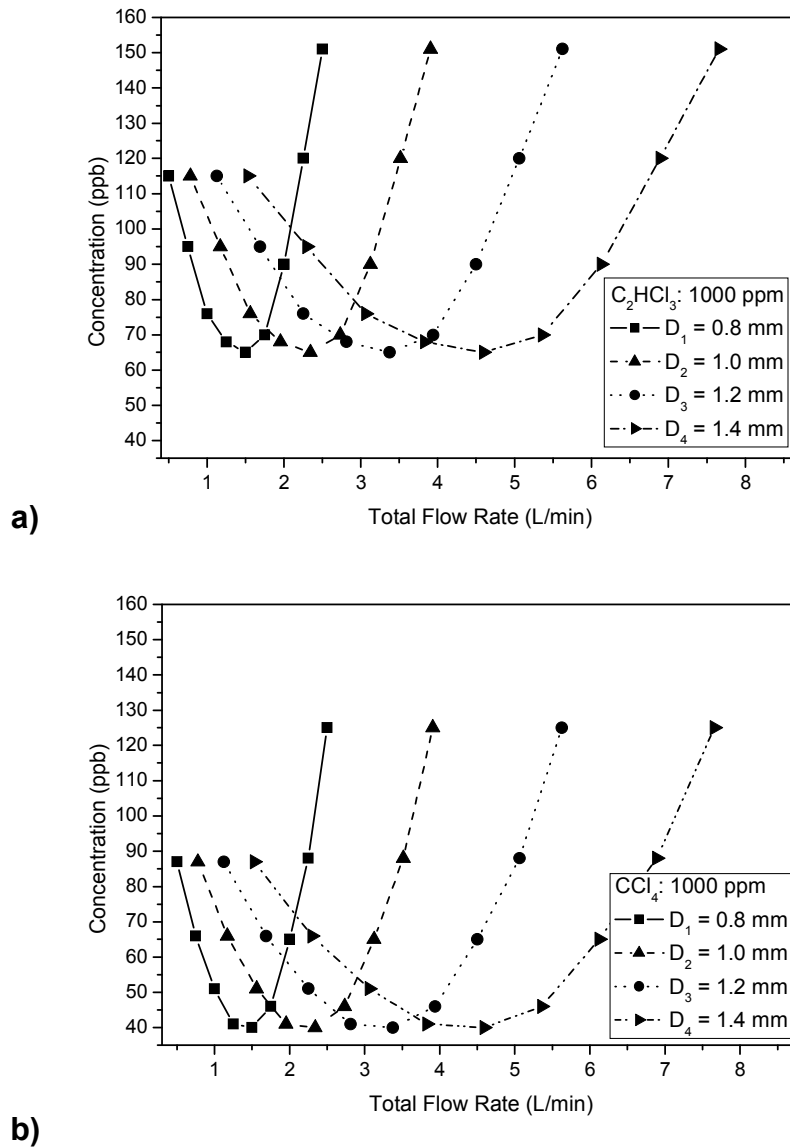 160
150
140
130
120
110
100
90
80
70
60
50
40
Concentration (ppb)
C₂HCl₃: 1000 ppm
D₁ = 0.8 mm
D₂ = 1.0 mm
D₃ = 1.2 mm
D₄ = 1.4 mm
1 2 3 4 5 6 7 8
Total Flow Rate (L/min)
a)
160
150
140
130
120
110
100
90
80
70
60
50
40
Concentration (ppb)
CCl₄: 1000 ppm
D₁ = 0.8 mm
D₂ = 1.0 mm
D₃ = 1.2 mm
D₄ = 1.4 mm
1 2 3 4 5 6 7 8
Total Flow Rate (L/min)
b)